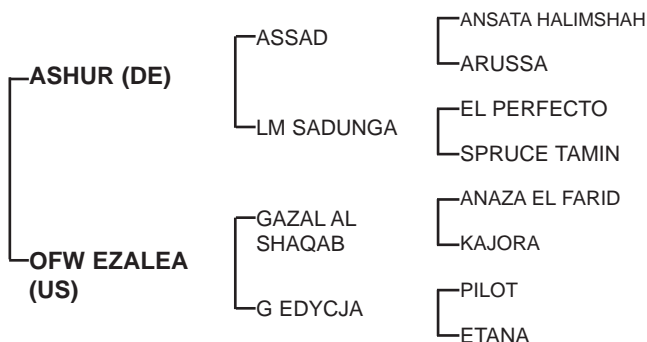 ANSATA HALIMSHAH
ASSAD
ARUSSA
ASHUR (DE)
EL PERFECTO
LM SADUNGA
SPRUCE TAMIN
ANAZA EL FARID
GAZAL AL
SHAQAB
KAJORA
OFW EZALEA
(US)
PILOT
G EDYCJA
ETANA